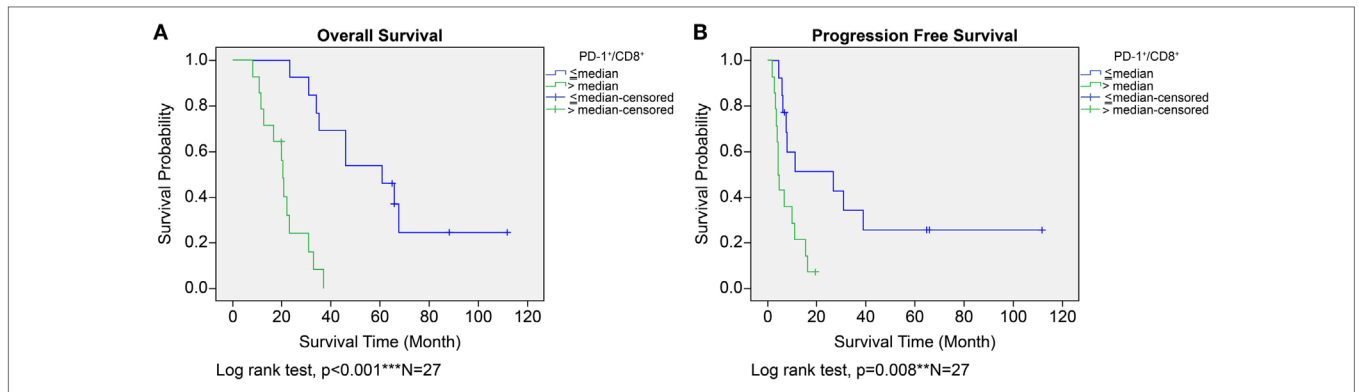 A
Overall Survival
PD-1⁺/CD8⁺
≤median
> median
≤median-censored
> median-censored
1.0
0.8
0.6
0.4
0.2
0.0
Survival Probability
0 20 40 60 80 100 120
Survival Time (Month)
Log rank test, p<0.001***N=27
B
Progression Free Survival
PD-1⁺/CD8⁺
≤median
> median
≤median-censored
> median-censored
1.0
0.8
0.6
0.4
0.2
0.0
Survival Probability
0 20 40 60 80 100 120
Survival Time (Month)
Log rank test, p=0.008**N=27